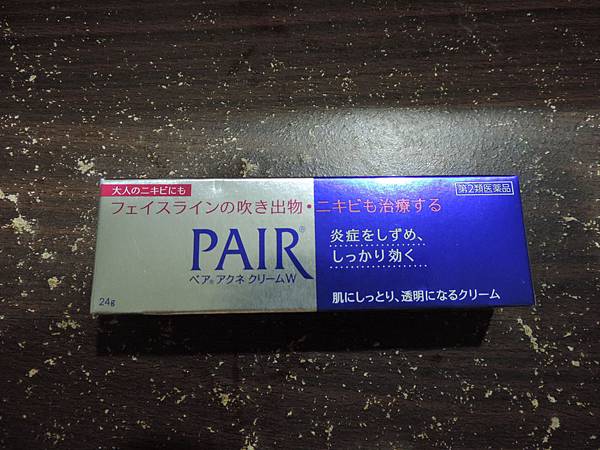 大人のニキビにも
第2類医薬品
フェイスラインの吹き出物・ニキビも治療する
PAIR®
ペア®アクネ クリームW
炎症をしずめ、
しっかり効く
24g
肌にしっとり、透明になるクリーム